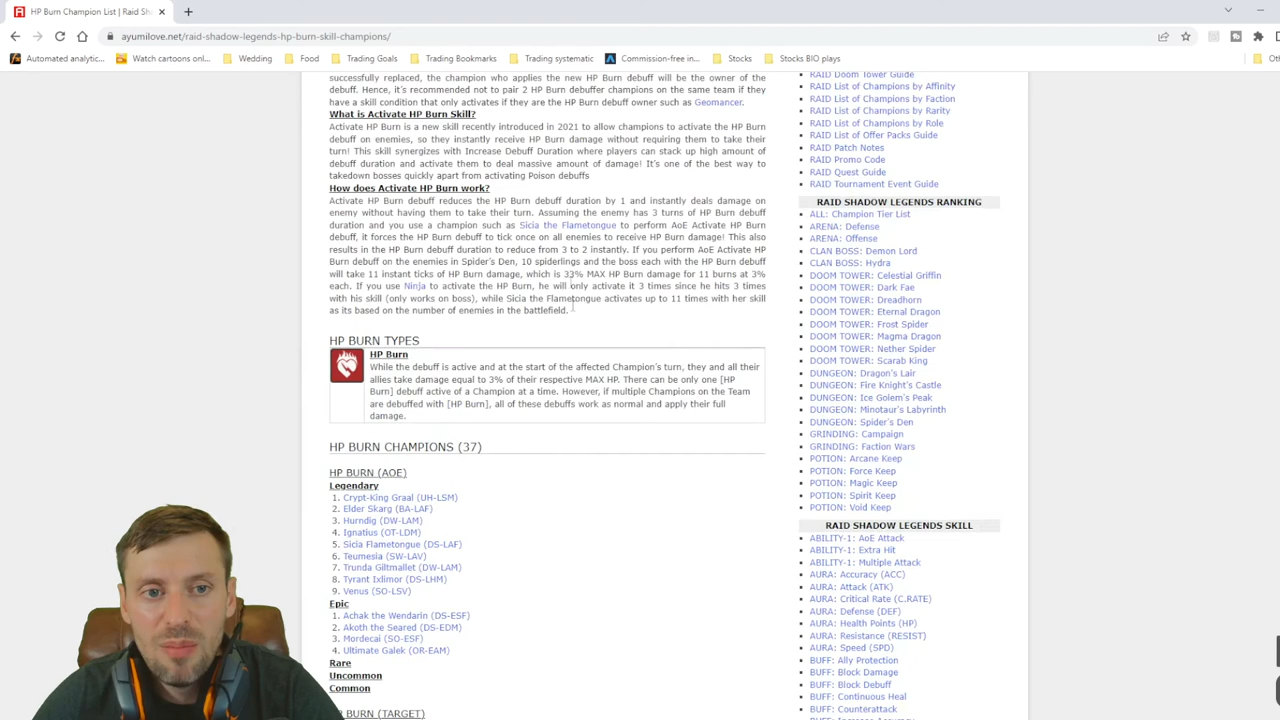 HP Burn Champion List | Raid Sh
ayumilove.net/raid-shadow-legends-hp-burn-skill-champions/
Automated analytic... Watch cartoons onl... Wedding Food Trading Goals Trading Bookmarks Trading systematic Commission-free in... Stocks Stocks BIO plays
successfully replaced, the champion who applies the new HP Burn debuff will be the owner of the
debuff. Hence, it's recommended not to pair 2 HP Burn debuffer champions on the same team if they
have a skill condition that only activates if they are the HP Burn debuff owner such as Geomancer.
What is Activate HP Burn Skill?
Activate HP Burn is a new skill recently introduced in 2021 to allow champions to activate the HP Burn
debuff on enemies, so they instantly receive HP Burn damage without requiring them to take their
turn! This skill synergizes with Increase Debuff Duration where players can stack up high amount of
debuff duration and activate them to deal massive amount of damage! It's one of the best way to
takedown bosses quickly apart from activating Poison debuffs
How does Activate HP Burn work?
Activate HP Burn debuff reduces the HP Burn debuff duration by 1 and instantly deals damage on
enemy without having them to take their turn. Assuming the enemy has 3 turns of HP Burn debuff
duration and you use a champion such as Sicia the Flametongue to perform AoE Activate HP Burn
debuff, it forces the HP Burn debuff to tick once on all enemies to receive HP Burn damage! This also
results in the HP Burn debuff duration to reduce from 3 to 2 instantly. If you perform AoE Activate HP
Burn debuff on the enemies in Spider's Den, 10 spiderlings and the boss each with the HP Burn debuff
will take 11 instant ticks of HP Burn damage, which is 33% MAX HP Burn damage for 11 burns at 3%
each. If you use Ninja to activate the HP Burn, he will only activate it 3 times since he hits 3 times
with his skill (only works on boss), while Sicia the Flametongue activates up to 11 times with her skill
as its based on the number of enemies in the battlefield.
HP BURN TYPES
HP Burn
While the debuff is active and at the start of the affected Champion's turn, they and all their
allies take damage equal to 3% of their respective MAX HP. There can be only one [HP
Burn] debuff active of a Champion at a time. However, if multiple Champions on the Team
are debuffed with [HP Burn], all of these debuffs work as normal and apply their full
damage.
HP BURN CHAMPIONS (37)
HP BURN (AOE)
Legendary
1. Crypt-King Graal (UH-LSM)
2. Elder Skarg (BA-LAF)
3. Hurndig (DW-LAM)
4. Ignatius (OT-LDM)
5. Sicia Flametongue (DS-LAF)
6. Teumesia (SW-LAV)
7. Trunda Giltmallet (DW-LAM)
8. Tyrant Ixlimor (DS-LHM)
9. Venus (SO-LSV)
Epic
1. Achak the Wendarin (DS-ESF)
2. Akoth the Seared (DS-EDM)
3. Mordecai (SO-ESF)
4. Ultimate Galek (OR-EAM)
Rare
Uncommon
Common
HP BURN (TARGET)
RAID Doom Tower Guide
RAID List of Champions by Affinity
RAID List of Champions by Faction
RAID List of Champions by Rarity
RAID List of Champions by Role
RAID List of Offer Packs Guide
RAID Patch Notes
RAID Promo Code
RAID Quest Guide
RAID Tournament Event Guide
RAID SHADOW LEGENDS RANKING
ALL: Champion Tier List
ARENA: Defense
ARENA: Offense
CLAN BOSS: Demon Lord
CLAN BOSS: Hydra
DOOM TOWER: Celestial Griffin
DOOM TOWER: Dark Fae
DOOM TOWER: Dreadhorn
DOOM TOWER: Eternal Dragon
DOOM TOWER: Frost Spider
DOOM TOWER: Magma Dragon
DOOM TOWER: Nether Spider
DOOM TOWER: Scarab King
DUNGEON: Dragon's Lair
DUNGEON: Fire Knight's Castle
DUNGEON: Ice Golem's Peak
DUNGEON: Minotaur's Labyrinth
DUNGEON: Spider's Den
GRINDING: Campaign
GRINDING: Faction Wars
POTION: Arcane Keep
POTION: Force Keep
POTION: Magic Keep
POTION: Spirit Keep
POTION: Void Keep
RAID SHADOW LEGENDS SKILL
ABILITY-1: AoE Attack
ABILITY-1: Extra Hit
ABILITY-1: Multiple Attack
AURA: Accuracy (ACC)
AURA: Attack (ATK)
AURA: Critical Rate (C.RATE)
AURA: Defense (DEF)
AURA: Health Points (HP)
AURA: Resistance (RESIST)
AURA: Speed (SPD)
BUFF: Ally Protection
BUFF: Block Damage
BUFF: Block Debuff
BUFF: Continuous Heal
BUFF: Counterattack